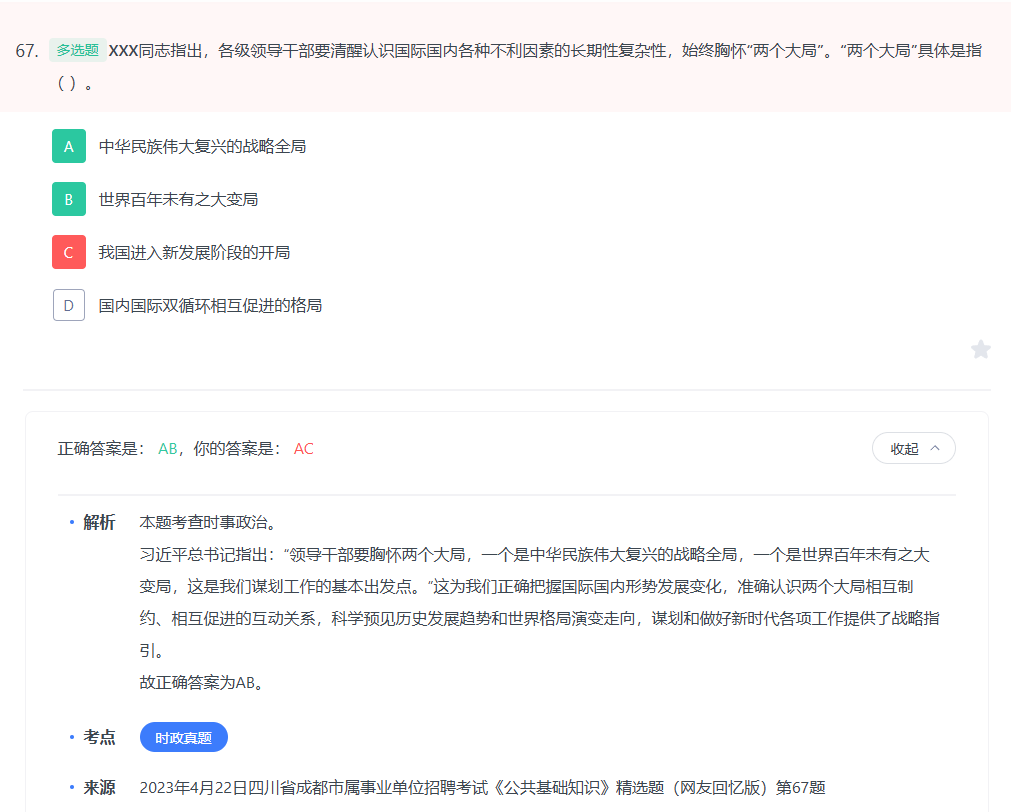 67. 多选题 XXX同志指出，各级领导干部要清醒认识国际国内各种不利因素的长期性复杂性，始终胸怀“两个大局”。“两个大局”具体是指
（ ）。
A 中华民族伟大复兴的战略全局
B 世界百年未有之大变局
C 我国进入新发展阶段的开局
D 国内国际双循环相互促进的格局
正确答案是： AB，你的答案是： AC
收起
解析 本题考查时事政治。
习近平总书记指出：“领导干部要胸怀两个大局，一个是中华民族伟大复兴的战略全局，一个是世界百年未有之大
变局，这是我们谋划工作的基本出发点。”这为我们正确把握国际国内形势发展变化，准确认识两个大局相互制
约、相互促进的互动关系，科学预见历史发展趋势和世界格局演变走向，谋划和做好新时代各项工作提供了战略指
引。
故正确答案为AB。
考点 时政真题
来源 2023年4月22日四川省成都市属事业单位招聘考试《公共基础知识》精选题（网友回忆版）第67题